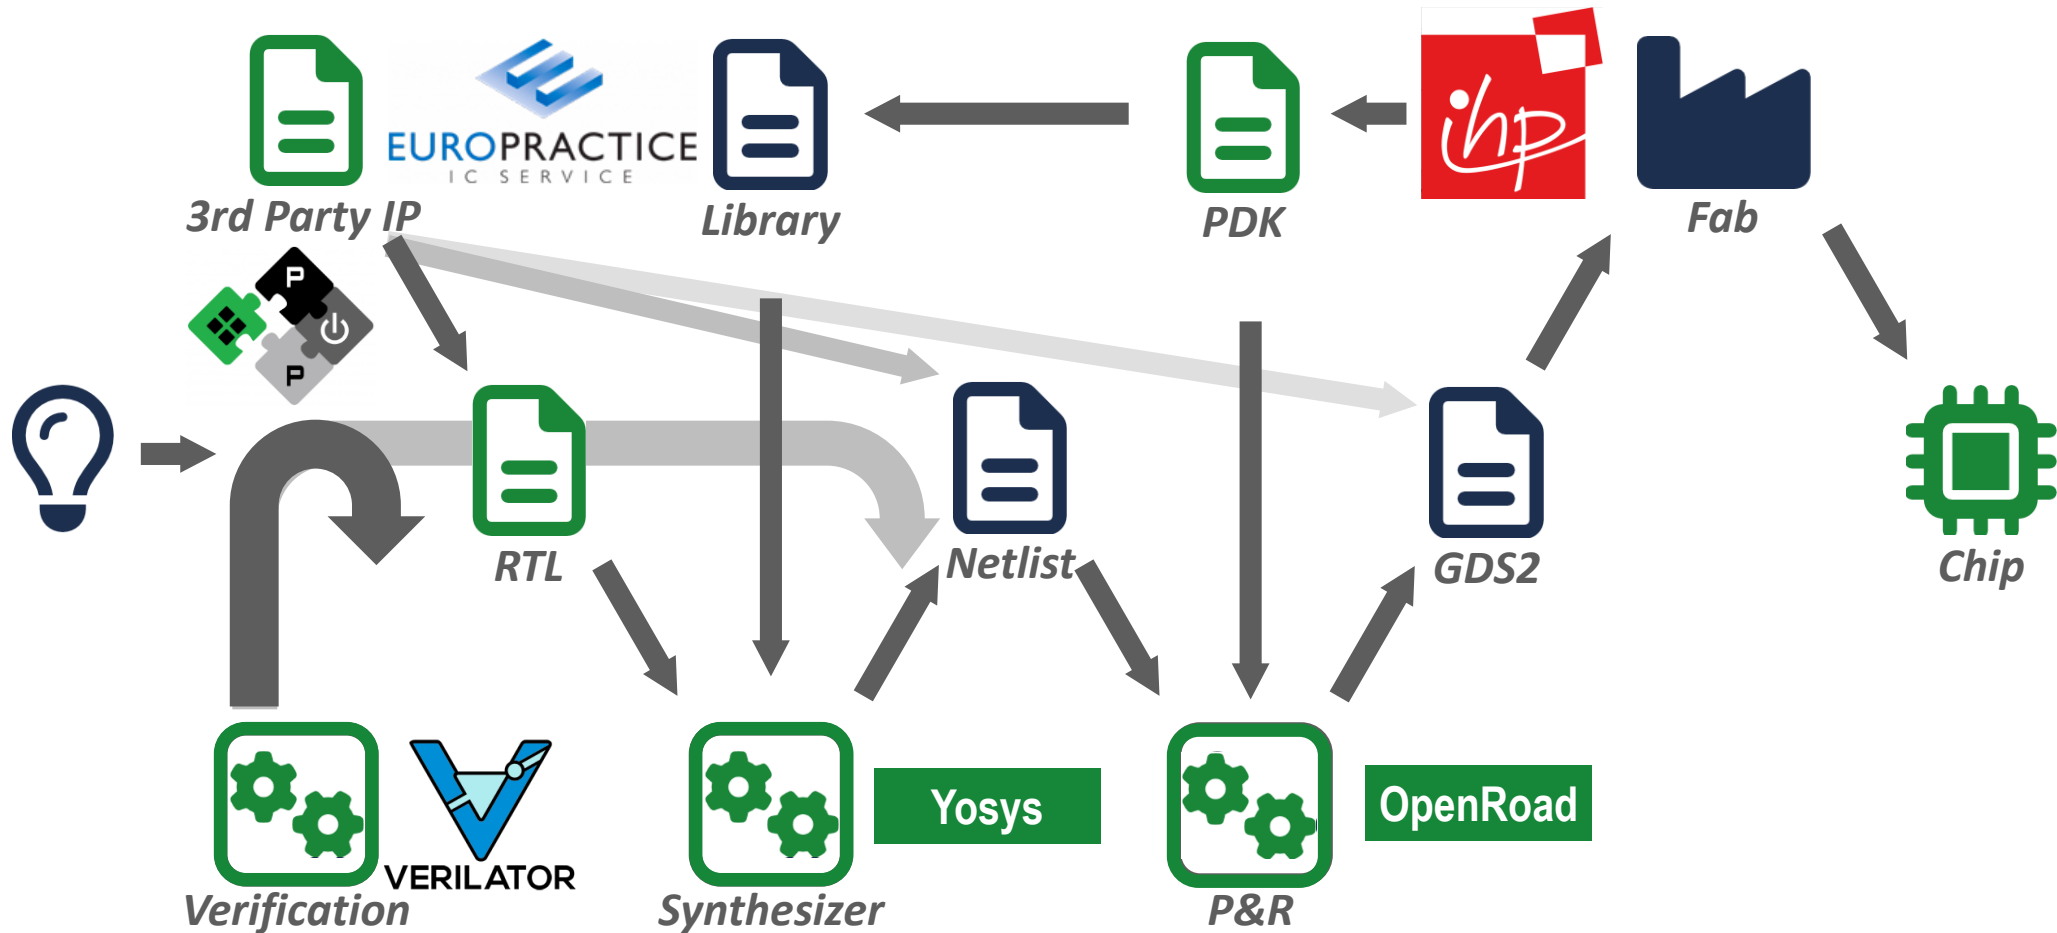 EUROPRACTICE
IC SERVICE
ihp
3rd Party IP
Library
PDK
Fab
P
P
RTL
Netlist
GDS2
Chip
Yosys
OpenRoad
VERILATOR
Verification
Synthesizer
P&R